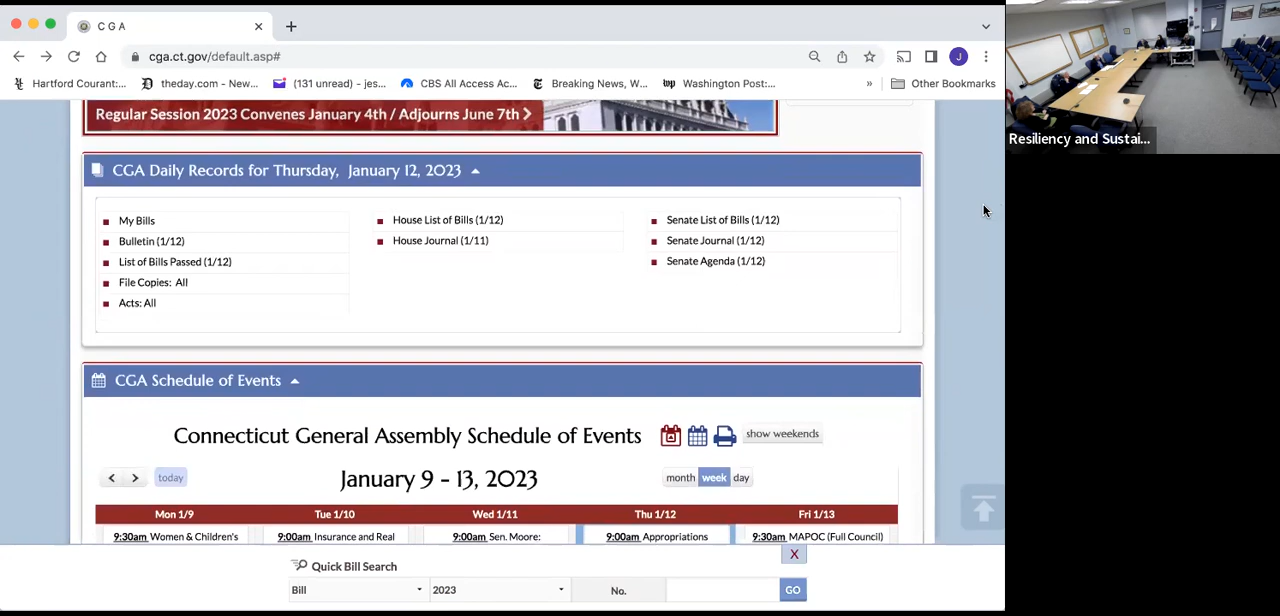 C G A
cga.ct.gov/default.asp#
J
Hartford Courant:...
theday.com - New...
(131 unread) - jes...
CBS All Access Ac...
Breaking News, W...
Washington Post:...
»
Other Bookmarks
Regular Session 2023 Convenes January 4th / Adjourns June 7th
CGA Daily Records for Thursday, January 12, 2023
My Bills
Bulletin (1/12)
List of Bills Passed (1/12)
File Copies: All
Acts: All
House List of Bills (1/12)
House Journal (1/11)
Senate List of Bills (1/12)
Senate Journal (1/12)
Senate Agenda (1/12)
CGA Schedule of Events
Connecticut General Assembly Schedule of Events
show weekends
today
January 9 - 13, 2023
month week day
Mon 1/9 Tue 1/10 Wed 1/11 Thu 1/12 Fri 1/13
9:30am Women & Children's
9:00am Insurance and Real
9:00am Sen. Moore:
9:00am Appropriations
9:30am MAPOC (Full Council)
X
Quick Bill Search
Bill 2023 No. GO
Resiliency and Sustai...